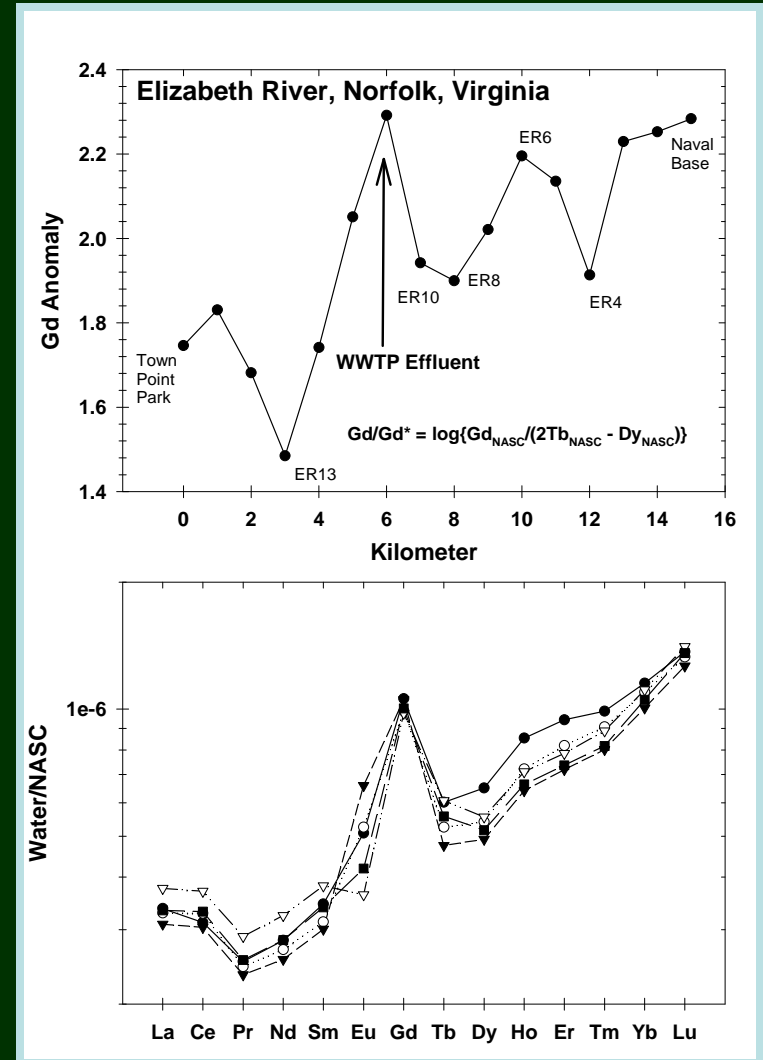 Elizabeth River, Norfolk, Virginia
Gd Anomaly
2.4
2.2
2.0
1.8
1.6
1.4
Town
Point
Park
ER13
WWTP Effluent
ER10
ER8
ER6
ER4
Naval
Base
Gd/Gd* = log{Gd_NASC/(2Tb_NASC - Dy_NASC)}
0 2 4 6 8 10 12 14 16
Kilometer
Water/NASC
1e-6
La Ce Pr Nd Sm Eu Gd Tb Dy Ho Er Tm Yb Lu